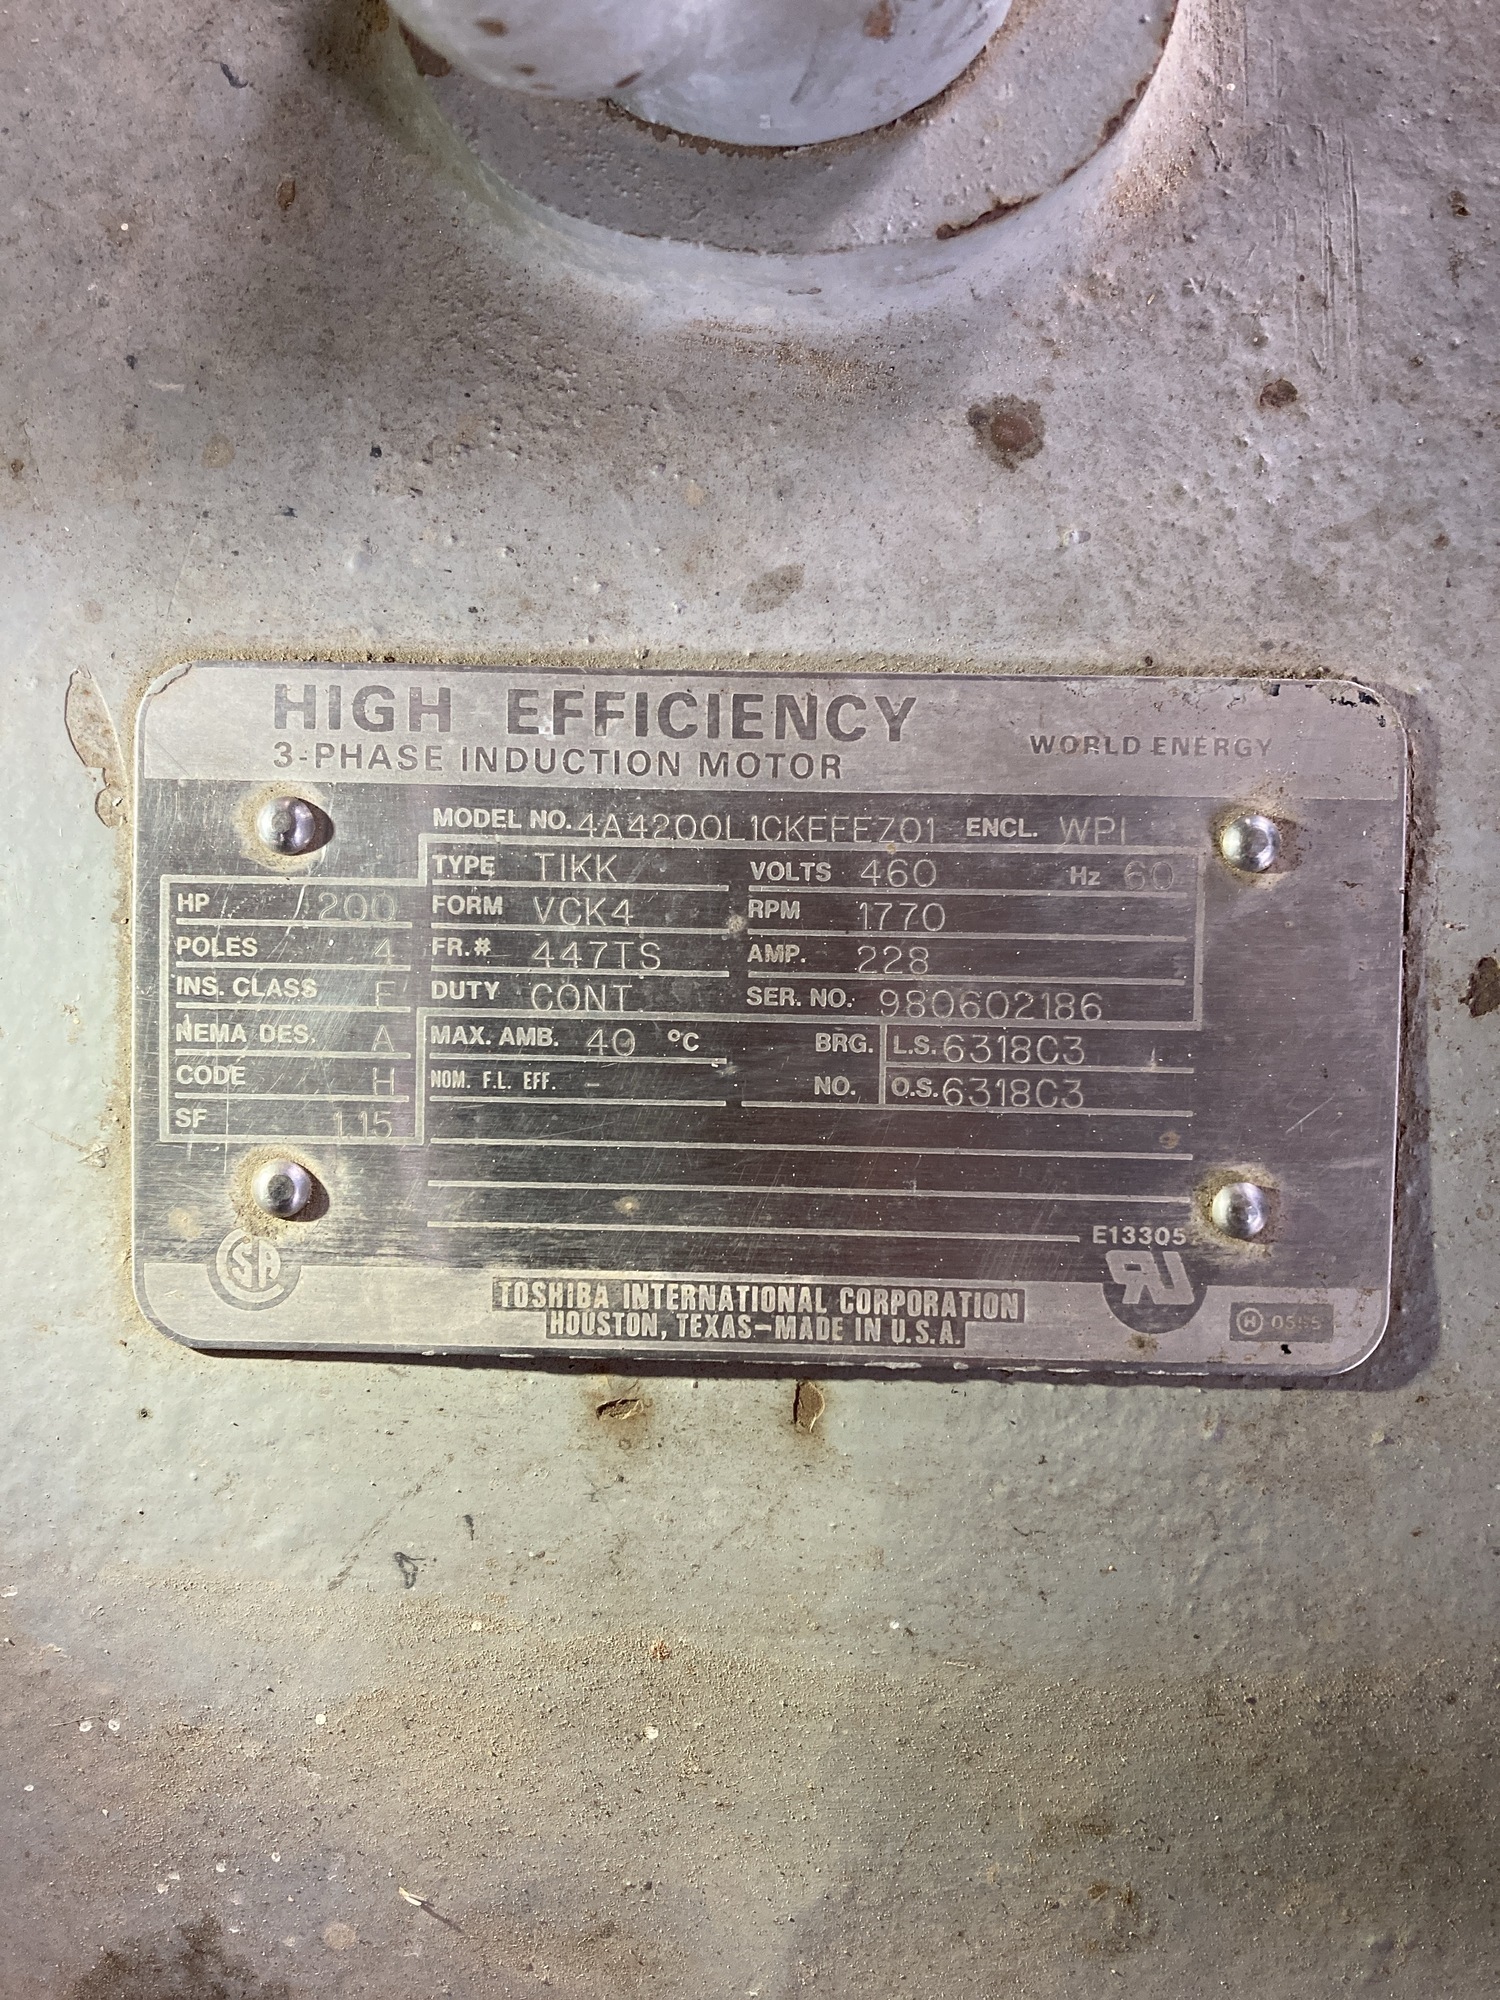 HIGH EFFICIENCY
3-PHASE INDUCTION MOTOR
WORLD ENERGY
MODEL NO. 4A4200L1CKEFEZ01 ENCL. WPI
TYPE TIKK VOLTS 460 Hz 60
HP 200 FORM VCK4 RPM 1770
POLES 4 FR.# 447TS AMP. 228
INS. CLASS F DUTY CONT. SER. NO. 980602186
NEMA DES. A MAX. AMB. 40 °C BRG. L.S. 6318C3
CODE H NOM. F.L. EFF. - NO. O.S. 6318C3
SF 1.15
E13305
CSA
UR
TOSHIBA INTERNATIONAL CORPORATION
HOUSTON, TEXAS-MADE IN U.S.A.